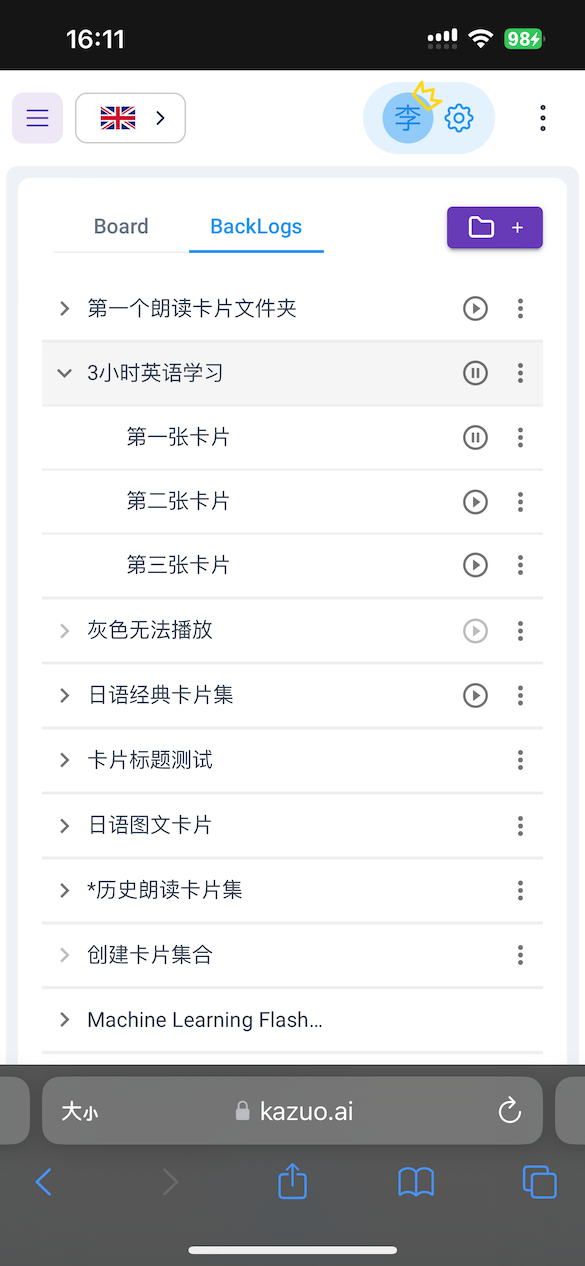 16:11
98
李
Board
BackLogs
+
第一个朗读卡片文件夹
3小时英语学习
第一张卡片
第二张卡片
第三张卡片
灰色无法播放
日语经典卡片集
卡片标题测试
日语图文卡片
*历史朗读卡片集
创建卡片集合
Machine Learning Flash...
大小
kazuo.ai